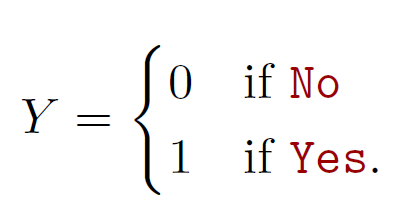 Y = { 0 if No
1 if Yes.